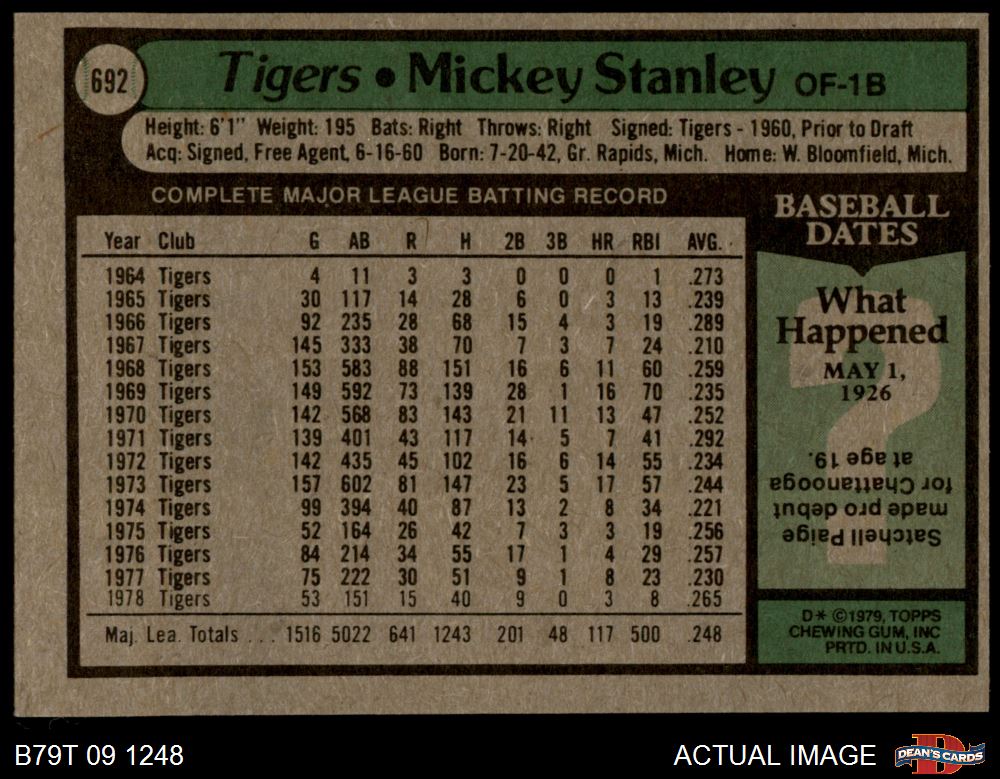 692
Tigers • Mickey Stanley OF-1B
Height: 6'1" Weight: 195 Bats: Right Throws: Right Signed: Tigers - 1960, Prior to Draft
Acq: Signed, Free Agent, 6-16-60 Born: 7-20-42, Gr. Rapids, Mich. Home: W. Bloomfield, Mich.
COMPLETE MAJOR LEAGUE BATTING RECORD
Year Club G AB R H 2B 3B HR RBI AVG.
1964 Tigers 4 11 3 3 0 0 0 1 .273
1965 Tigers 30 117 14 28 6 0 3 13 .239
1966 Tigers 92 235 28 68 15 4 3 19 .289
1967 Tigers 145 333 38 70 7 3 7 24 .210
1968 Tigers 153 583 88 151 16 6 11 60 .259
1969 Tigers 149 592 73 139 28 1 16 70 .235
1970 Tigers 142 568 83 143 21 11 13 47 .252
1971 Tigers 139 401 43 117 14 5 7 41 .292
1972 Tigers 142 435 45 102 16 6 14 55 .234
1973 Tigers 157 602 81 147 23 5 17 57 .244
1974 Tigers 99 394 40 87 13 2 8 34 .221
1975 Tigers 52 164 26 42 7 3 3 19 .256
1976 Tigers 84 214 34 55 17 1 4 29 .257
1977 Tigers 75 222 30 51 9 1 8 23 .230
1978 Tigers 53 151 15 40 9 0 3 8 .265
Maj. Lea. Totals . . . 1516 5022 641 1243 201 48 117 500 .248
BASEBALL
DATES
What
Happened
MAY 1,
1926
?
Satchell Paige
made pro debut
for Chattanooga
at age 19.
D* ©1979, TOPPS
CHEWING GUM, INC
PRTD. IN U.S.A.
B79T 09 1248
ACTUAL IMAGE
D
DEAN'S CARDS